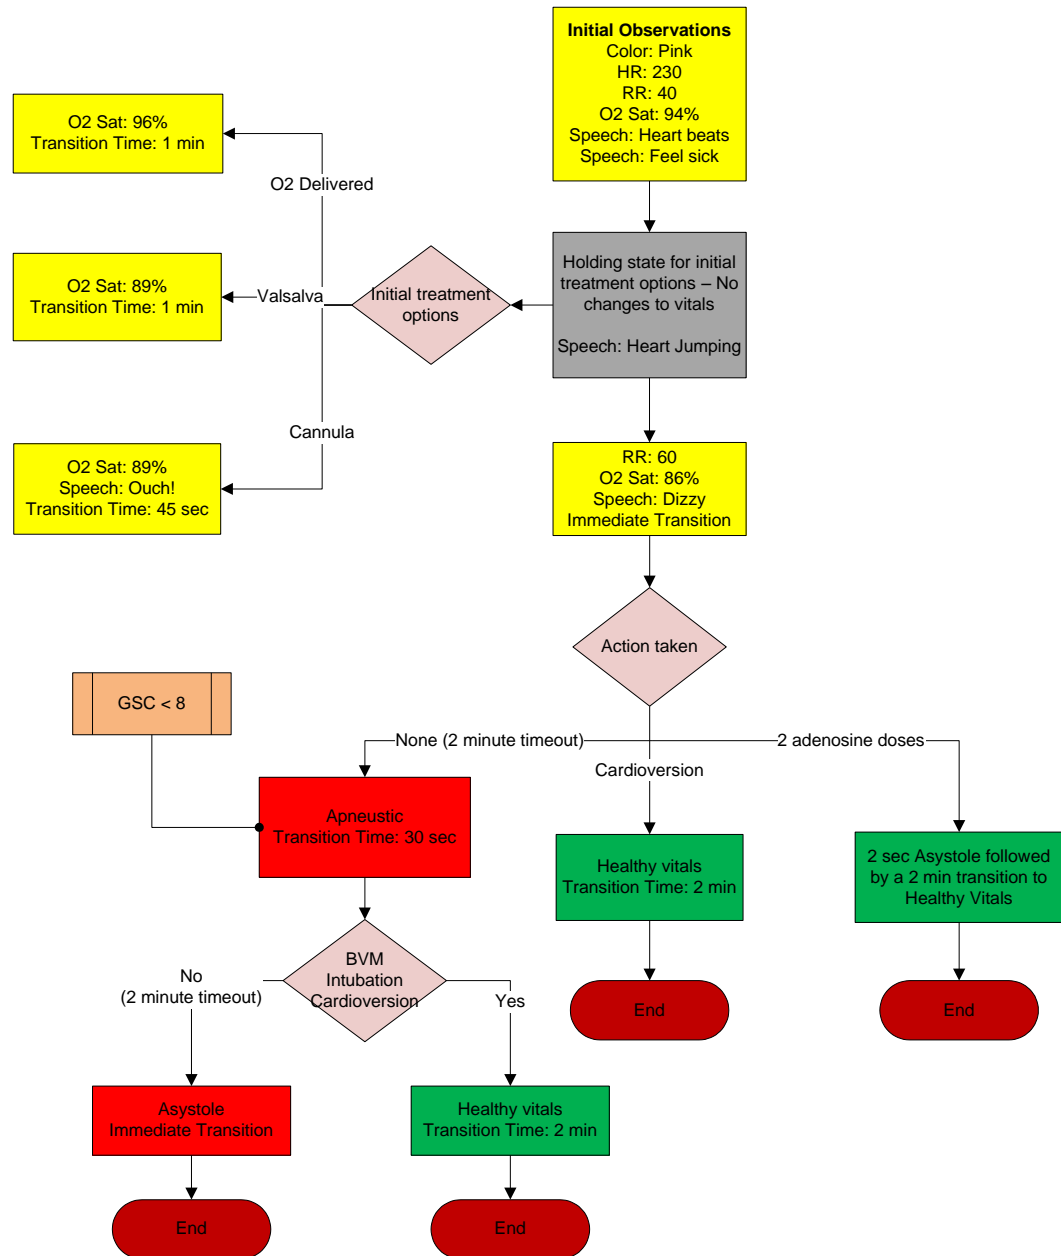 Initial Observations
Color: Pink
HR: 230
RR: 40
O2 Sat: 94%
Speech: Heart beats
Speech: Feel sick
O2 Sat: 96%
Transition Time: 1 min
O2 Delivered
Holding state for initial
treatment options – No
changes to vitals
Speech: Heart Jumping
Initial treatment
options
Valsalva
O2 Sat: 89%
Transition Time: 1 min
Cannula
O2 Sat: 89%
Speech: Ouch!
Transition Time: 45 sec
RR: 60
O2 Sat: 86%
Speech: Dizzy
Immediate Transition
Action taken
GSC < 8
None (2 minute timeout)
Cardioversion
2 adenosine doses
Apneustic
Transition Time: 30 sec
Healthy vitals
Transition Time: 2 min
2 sec Asystole followed
by a 2 min transition to
Healthy Vitals
BVM
Intubation
Cardioversion
No
(2 minute timeout)
Yes
End
End
Asystole
Immediate Transition
Healthy vitals
Transition Time: 2 min
End
End